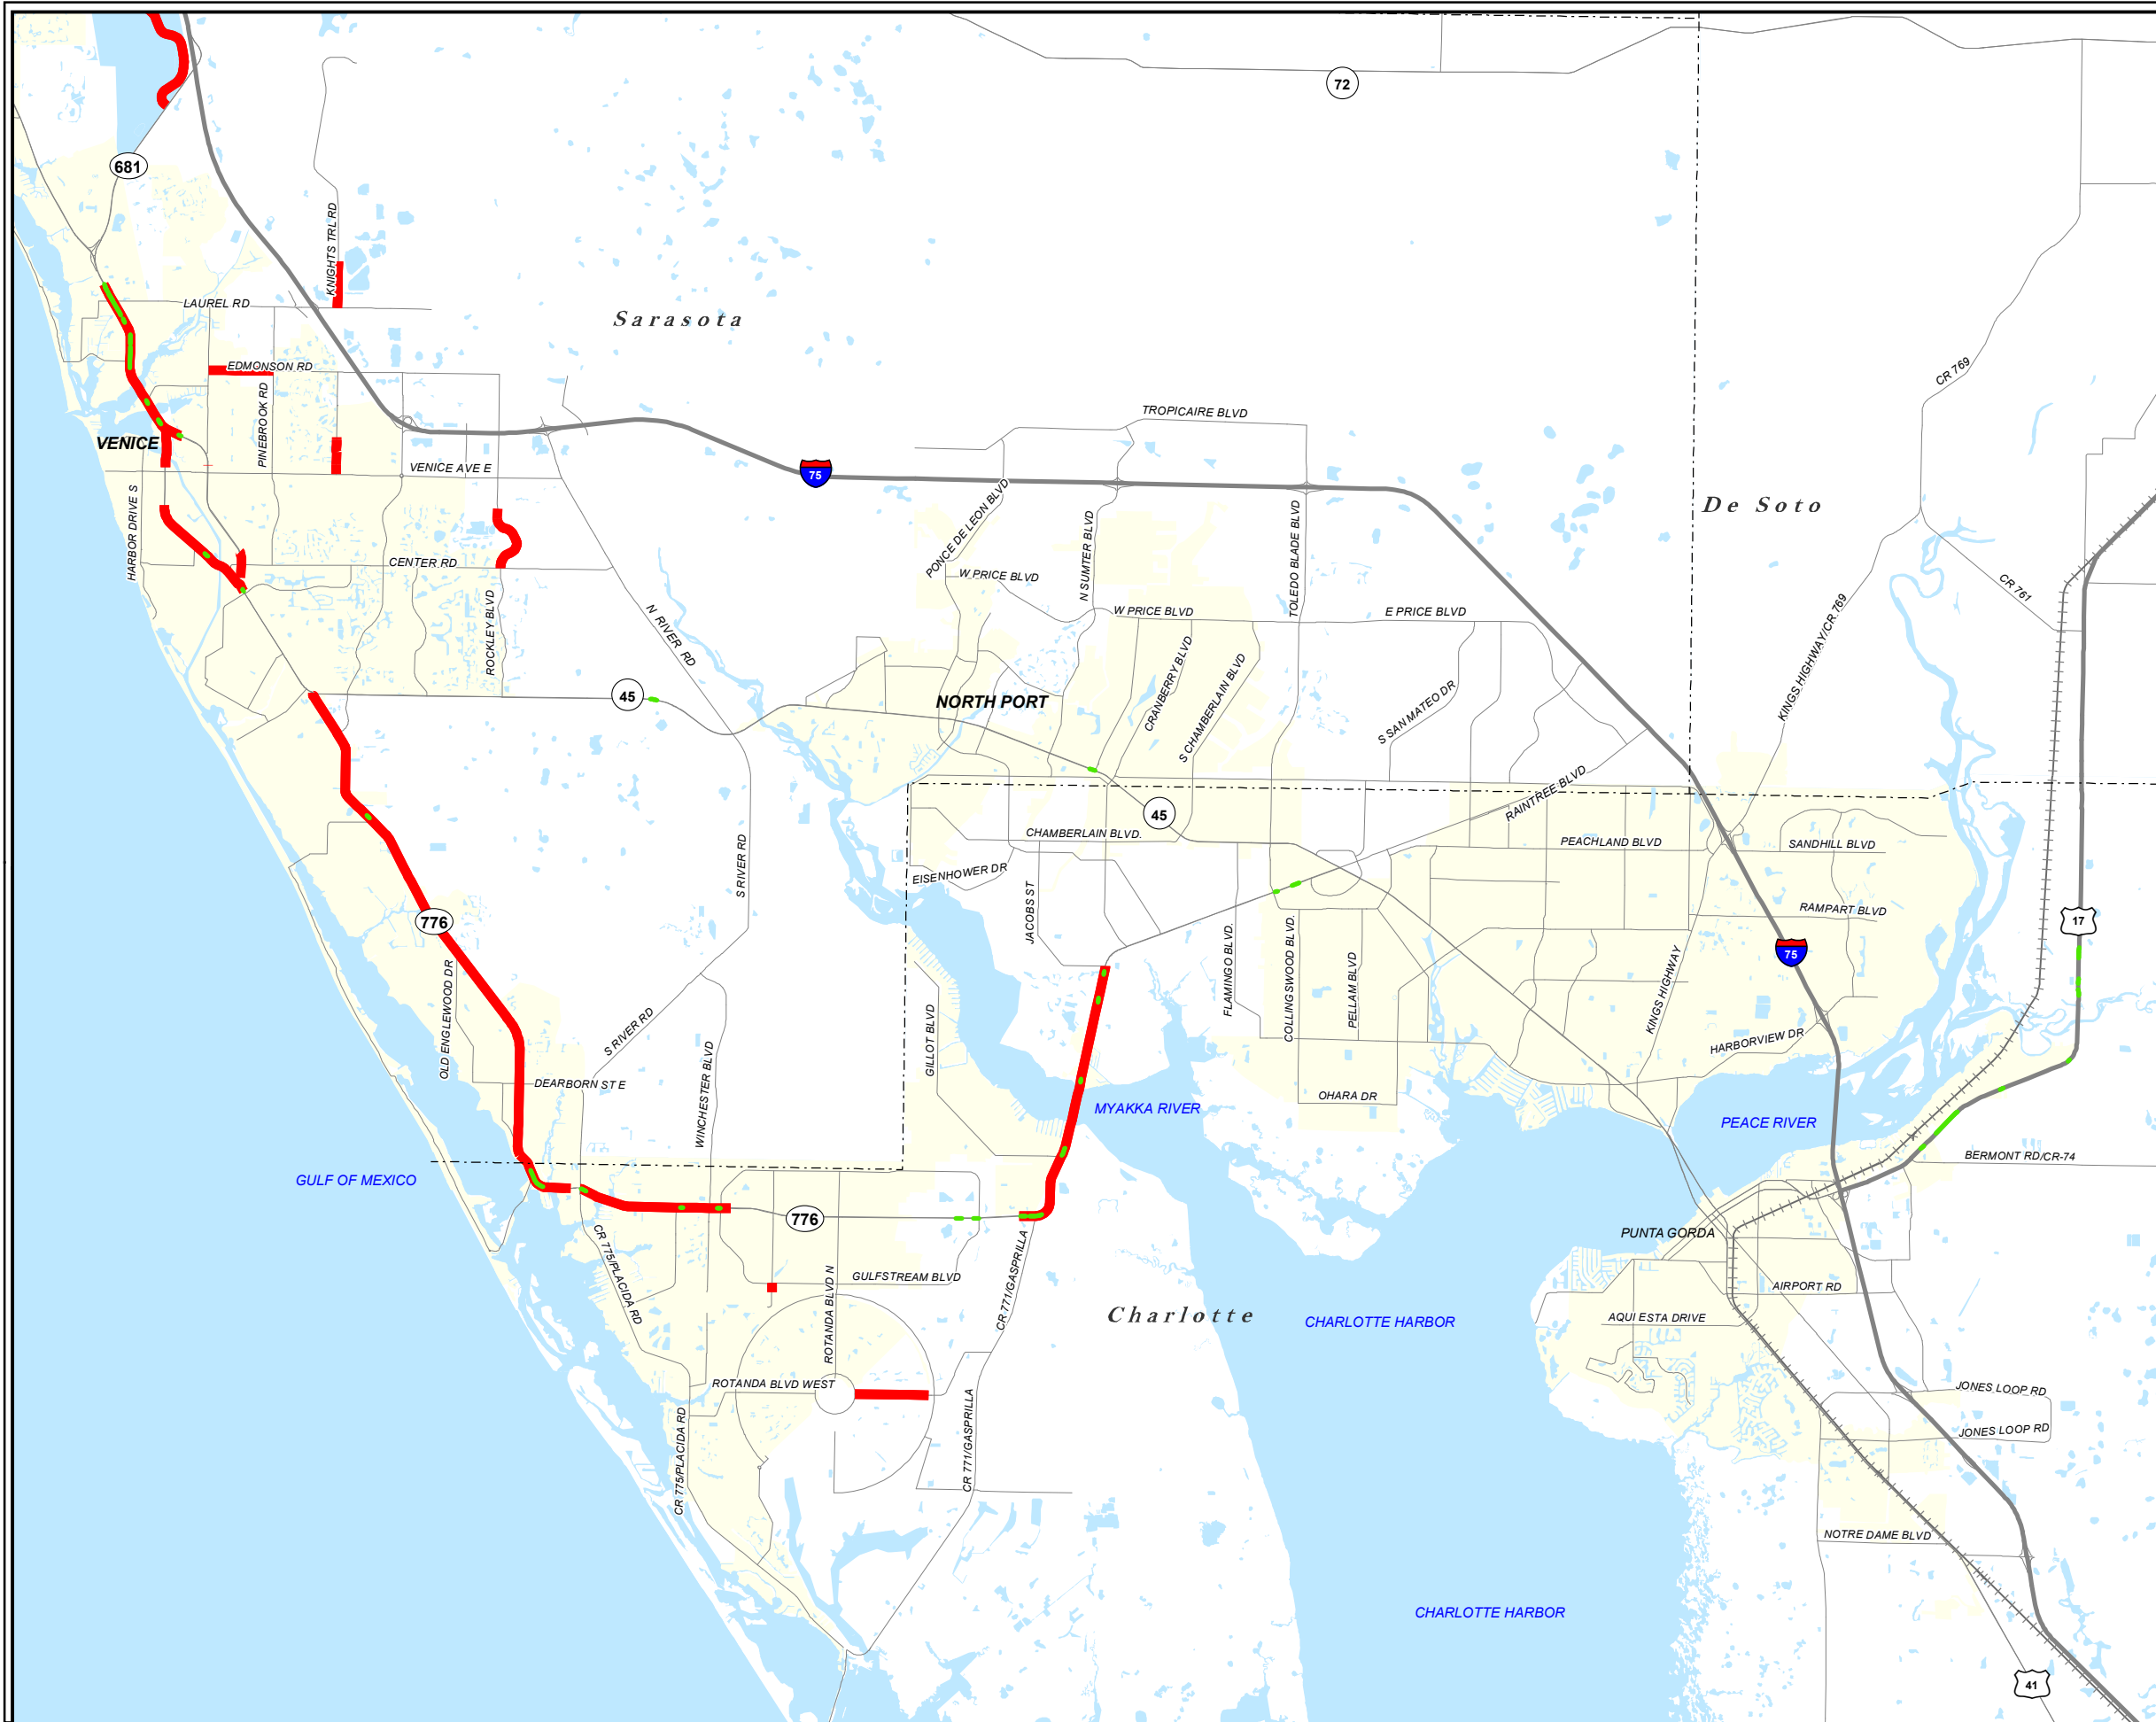 72
681
KNIGHTS TRL RD
LAUREL RD
Sarasota
EDMONSON RD
PINEBROOK RD
CR 769
TROPICAIRE BLVD
VENICE
VENICE AVE E
75
HARBOR DRIVE S
PONCE DE LEON BLVD
N SUMTER BLVD
TOLEDO BLADE BLVD
De Soto
CENTER RD
W PRICE BLVD
CR 761
ROCKLEY BLVD
N RIVER RD
W PRICE BLVD
E PRICE BLVD
KINGS HIGHWAY/CR 769
CRANBERRY BLVD
S CHAMBERLAIN BLVD
S SAN MATEO DR
45
NORTH PORT
RAINTREE BLVD
45
CHAMBERLAIN BLVD.
PEACHLAND BLVD
SANDHILL BLVD
EISENHOWER DR
S RIVER RD
JACOBS ST
776
RAMPART BLVD
17
75
OLD ENGLEWOOD DR
FLAMINGO BLVD.
COLLINGSWOOD BLVD.
PELLAM BLVD
KINGS HIGHWAY
S RIVER RD
GILLOT BLVD
HARBORVIEW DR
WINCHESTER BLVD
DEARBORN ST E
OHARA DR
MYAKKA RIVER
PEACE RIVER
BERMONT RD/CR-74
GULF OF MEXICO
776
PUNTA GORDA
CR 775/PLACIDA RD
GULFSTREAM BLVD
CR 771/GASPRILLA
AIRPORT RD
Charlotte
CHARLOTTE HARBOR
AQUI ESTA DRIVE
ROTANDA BLVD N
ROTANDA BLVD WEST
JONES LOOP RD
CR 775/PLACIDA RD
CR 771/GASPRILLA
JONES LOOP RD
NOTRE DAME BLVD
CHARLOTTE HARBOR
41